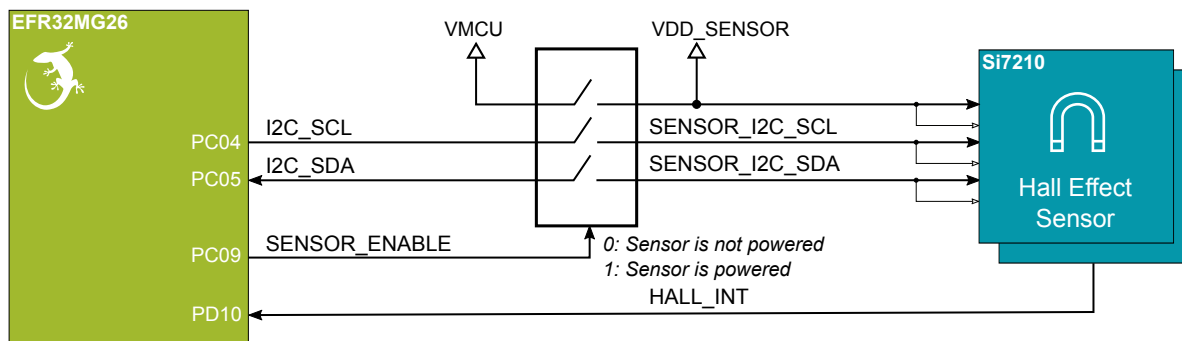 EFR32MG26
VMCU
VDD_SENSOR
Si7210
PC04
I2C_SCL
SENSOR_I2C_SCL
PC05
I2C_SDA
SENSOR_I2C_SDA
Hall Effect
Sensor
PC09
SENSOR_ENABLE
0: Sensor is not powered
1: Sensor is powered
HALL_INT
PD10